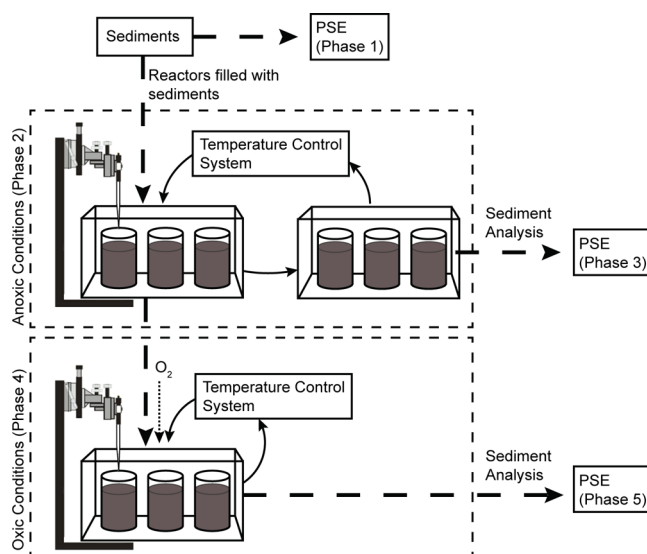 Sediments
PSE
(Phase 1)
Reactors filled with
sediments
Anoxic Conditions (Phase 2)
Temperature Control
System
Sediment
Analysis
PSE
(Phase 3)
Oxic Conditions (Phase 4)
O₂
Temperature Control
System
Sediment
Analysis
PSE
(Phase 5)